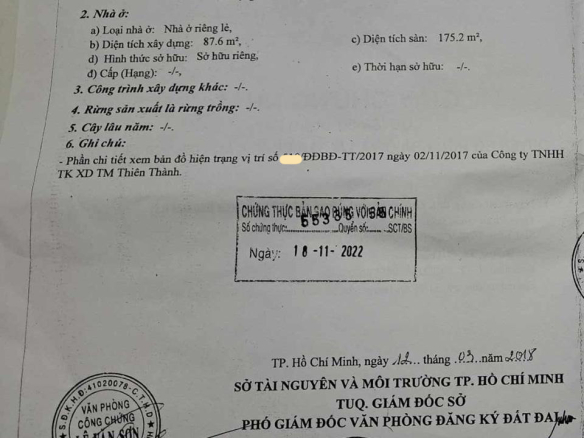 2. Nhà ở:
a) Loại nhà ở: Nhà ở riêng lẻ,
b) Diện tích xây dựng: 87.6 m², c) Diện tích sàn: 175.2 m²,
d) Hình thức sở hữu: Sở hữu riêng,
đ) Cấp (Hạng): -/-, e) Thời hạn sở hữu: -/-.
3. Công trình xây dựng khác: -/-.
4. Rừng sản xuất là rừng trồng: -/-.
5. Cây lâu năm: -/-.
6. Ghi chú:
- Phần chi tiết xem bản đồ hiện trạng vị trí số /ĐĐBĐ-TT/2017 ngày 02/11/2017 của Công ty TNHH
TK XD TM Thiên Thành.
CHỨNG THỰC BẢN SAO ĐÚNG VỚI BẢN CHÍNH
Số chứng thực: Quyển số: SCT/BS
Ngày: 18-11-2022
TP. Hồ Chí Minh, ngày 12 tháng 03 năm 2018
SỞ TÀI NGUYÊN VÀ MÔI TRƯỜNG TP. HỒ CHÍ MINH
TUQ. GIÁM ĐỐC SỞ
PHÓ GIÁM ĐỐC VĂN PHÒNG ĐĂNG KÝ ĐẤT ĐAI
S.Đ.K.H.Đ:41020078-C.T.H.D
VĂN PHÒNG
CÔNG CHỨNG